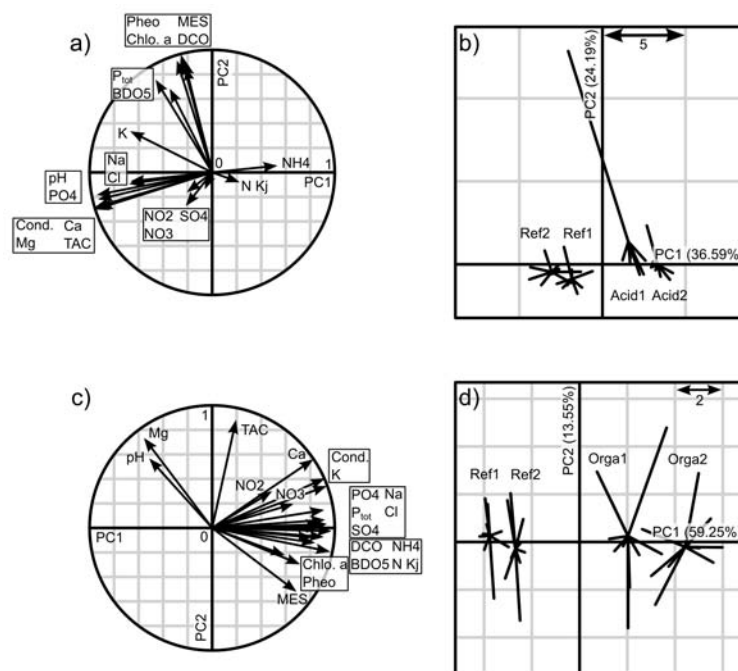 a)
Pheo MES
Chlo. a DCO
PC2
Ptot
BDO5
K
Na
Cl
0
1
NH4
PC1
pH
PO4
N Kj
NO2 SO4
NO3
Cond. Ca
Mg TAC
b)
5
PC2 (24.19%)
Ref2 Ref1
PC1 (36.59%
Acid1 Acid2
c)
1
Mg
TAC
pH
Ca
Cond.
K
NO2
NO3
PO4 Na
Ptot Cl
SO4
PC1
0
DCO NH4
BDO5 N Kj
Chlo. a
Pheo
MES
PC2
d)
2
PC2 (13.55%)
Ref1 Ref2
Orga1 Orga2
PC1 (59.25%